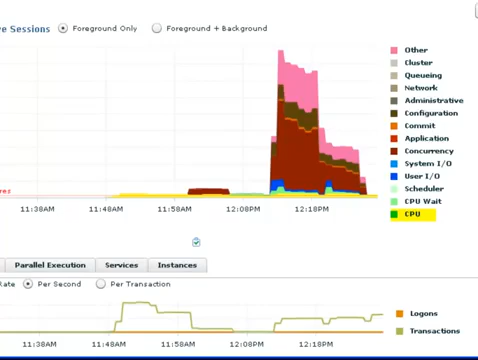 ve Sessions Foreground Only Foreground + Background
Other
Cluster
Queueing
Network
Administrative
Configuration
Commit
Application
Concurrency
System I/O
User I/O
Scheduler
CPU Wait
CPU
res
11:38AM 11:48AM 11:58AM 12:08PM 12:18PM
Parallel Execution Services Instances
Rate Per Second Per Transaction
Logons
Transactions
11:38AM 11:48AM 11:58AM 12:08PM 12:18PM